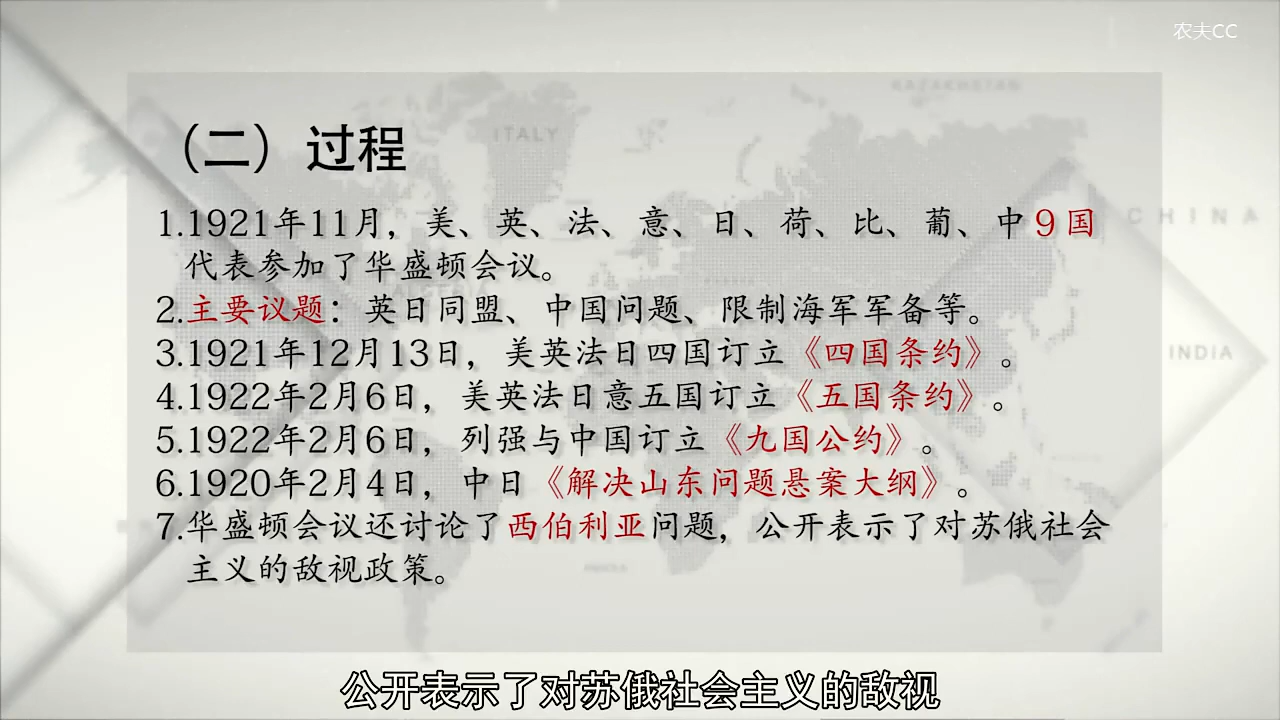 农夫CC
KAZAKHSTAN
ITALY
（二）过程
CHINA
1.1921年11月，美、英、法、意、日、荷、比、葡、中9国
代表参加了华盛顿会议。
2.主要议题：英日同盟、中国问题、限制海军军备等。
3.1921年12月13日，美英法日四国订立《四国条约》。
INDIA
4.1922年2月6日，美英法日意五国订立《五国条约》。
5.1922年2月6日，列强与中国订立《九国公约》。
6.1920年2月4日，中日《解决山东问题悬案大纲》。
7.华盛顿会议还讨论了西伯利亚问题，公开表示了对苏俄社会
主义的敌视政策。
公开表示了对苏俄社会主义的敌视